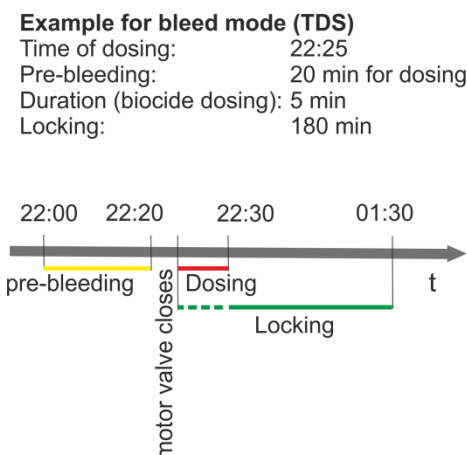 Example for bleed mode (TDS)
Time of dosing: 22:25
Pre-bleeding: 20 min for dosing
Duration (biocide dosing): 5 min
Locking: 180 min
22:00 22:20 22:30 01:30
pre-bleeding
motor valve closes
Dosing
t
Locking